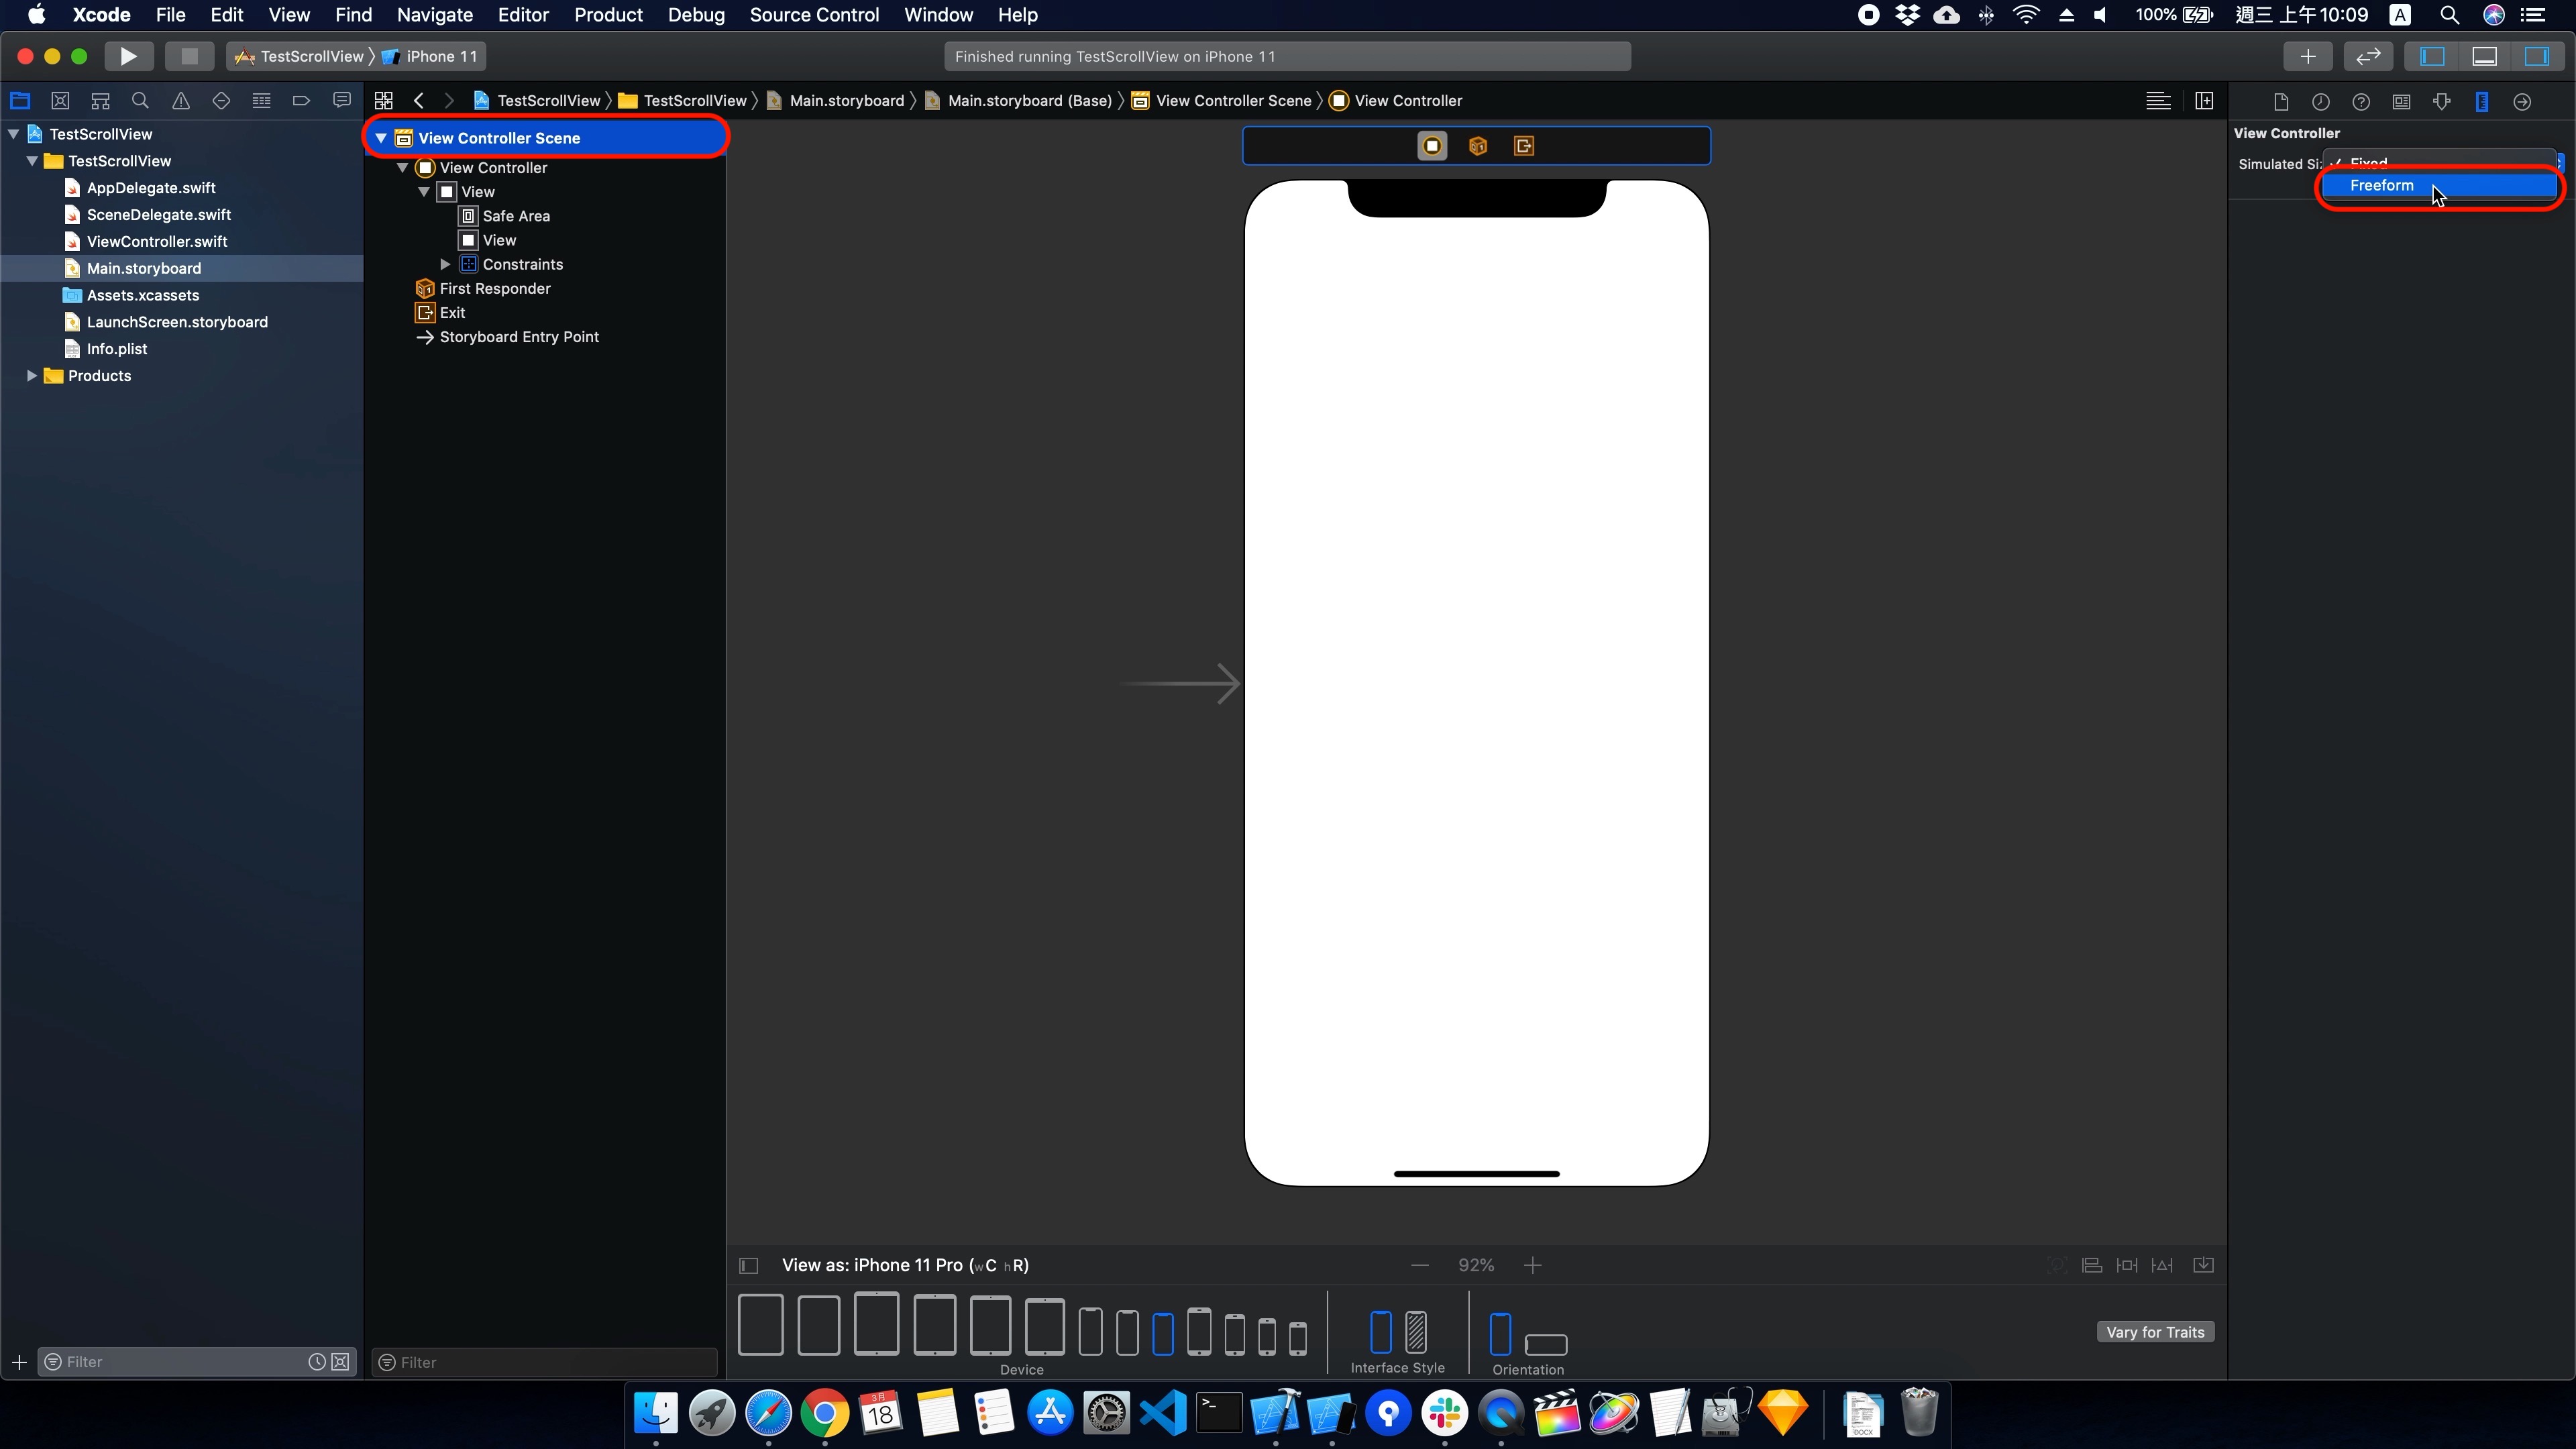 Xcode File Edit View Find Navigate Editor Product Debug Source Control Window Help 100% 週三 上午10:09 A
TestScrollView iPhone 11 Finished running TestScrollView on iPhone 11
TestScrollView TestScrollView Main.storyboard Main.storyboard (Base) View Controller Scene View Controller
TestScrollView
TestScrollView
AppDelegate.swift
SceneDelegate.swift
ViewController.swift
Main.storyboard
Assets.xcassets
LaunchScreen.storyboard
Info.plist
Products
View Controller Scene
View Controller
View
Safe Area
View
Constraints
First Responder
Exit
Storyboard Entry Point
View Controller
Simulated Si
Fixed
Freeform
View as: iPhone 11 Pro (wC hR) 92%
Device
Interface Style
Orientation
Vary for Traits
Filter
Filter
3月
18
DOCX